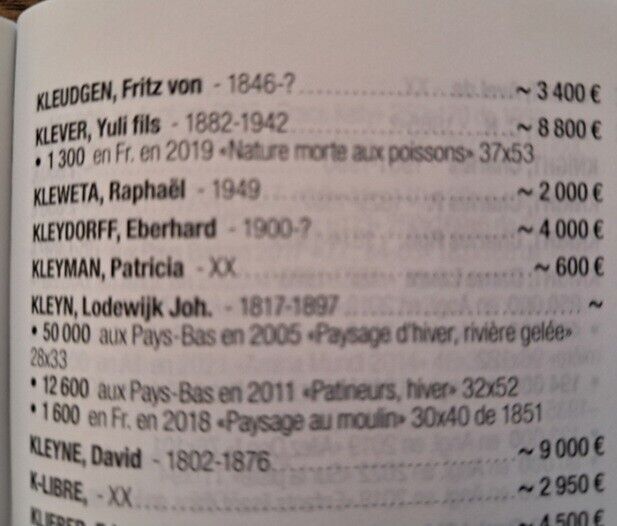 KLEUDGEN, Fritz von - 1846-?.......................... ~ 3 400 €
KLEVER, Yuli fils - 1882-1942.......................... ~ 8 800 €
• 1 300 en Fr. en 2019 «Nature morte aux poissons» 37x53
KLEWETA, Raphaël - 1949.......................... ~ 2 000 €
KLEYDORFF, Eberhard - 1900-?.......................... ~ 4 000 €
KLEYMAN, Patricia - XX.......................... ~ 600 €
KLEYN, Lodewijk Joh. - 1817-1897.......................... ~
• 50 000 aux Pays-Bas en 2005 «Paysage d'hiver, rivière gelée»
28x33
• 12 600 aux Pays-Bas en 2011 «Patineurs, hiver» 32x52
• 1 600 en Fr. en 2018 «Paysage au moulin» 30x40 de 1851
KLEYNE, David - 1802-1876.......................... ~ 9 000 €
K-LIBRE, - XX.......................... ~ 2 950 €
~ 4 500 €